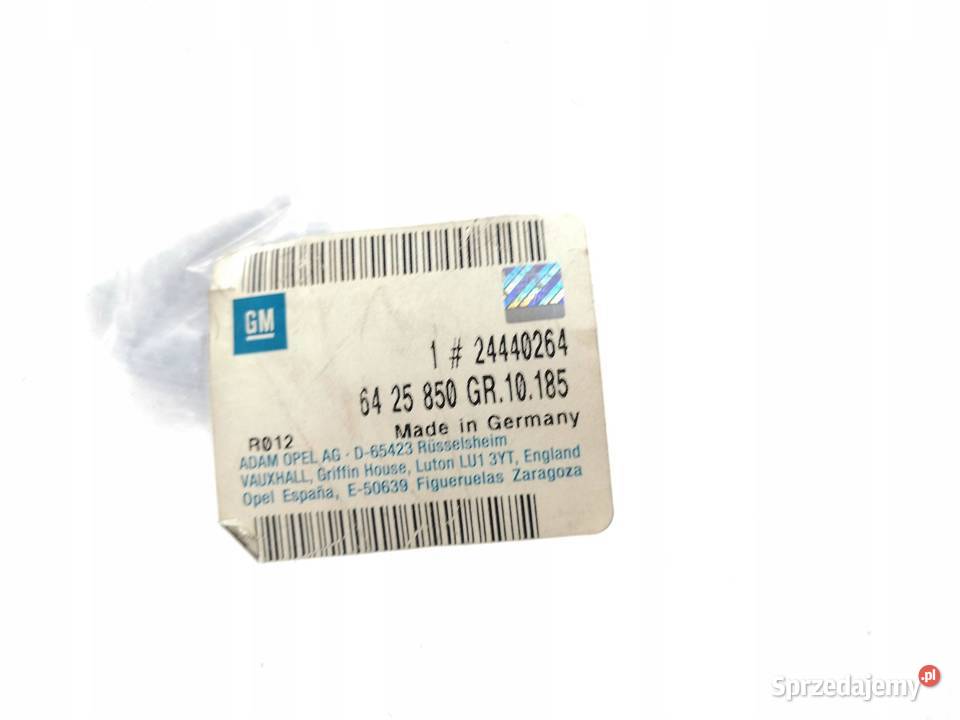 GM
1 # 24440264
64 25 850 GR.10.185
Made in Germany
R012
ADAM OPEL AG · D-65423 Rüsselsheim
VAUXHALL, Griffin House, Luton LU1 3YT, England
Opel España, E-50639 Figueruelas Zaragoza
Sprzedajemy.pl